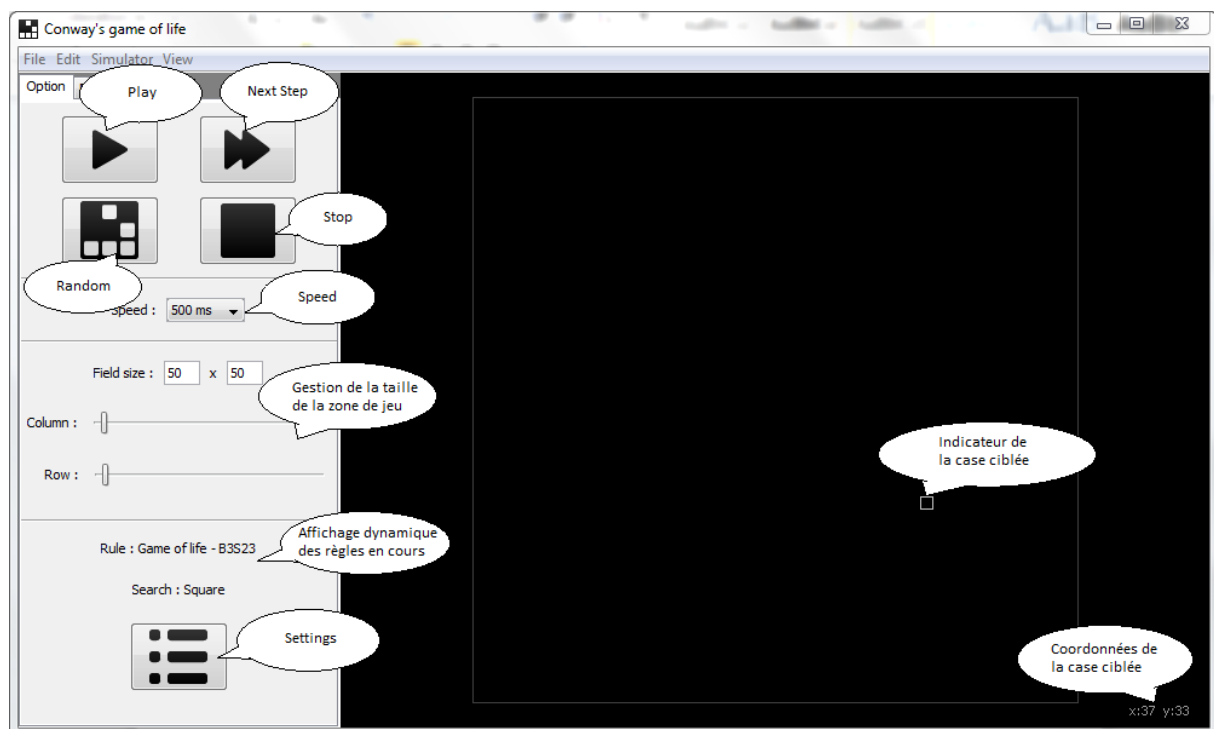 Conway's game of life
File Edit Simulator View
Option
Play
Next Step
Stop
Random
Speed : 500 ms
Speed
Field size : 50 x 50
Gestion de la taille
de la zone de jeu
Column :
Row :
Indicateur de
la case ciblée
Rule : Game of life - B3S23
Affichage dynamique
des règles en cours
Search : Square
Settings
Coordonnées de
la case ciblée
x:37 y:33